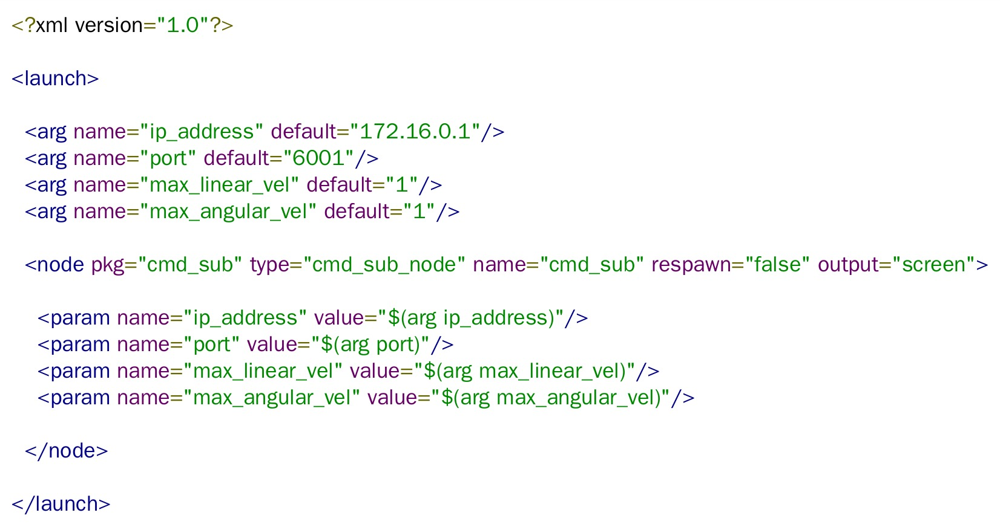 <?xml version="1.0"?>
<launch>
<arg name="ip_address" default="172.16.0.1"/>
<arg name="port" default="6001"/>
<arg name="max_linear_vel" default="1"/>
<arg name="max_angular_vel" default="1"/>
<node pkg="cmd_sub" type="cmd_sub_node" name="cmd_sub" respawn="false" output="screen">
<param name="ip_address" value="$(arg ip_address)"/>
<param name="port" value="$(arg port)"/>
<param name="max_linear_vel" value="$(arg max_linear_vel)"/>
<param name="max_angular_vel" value="$(arg max_angular_vel)"/>
</node>
</launch>